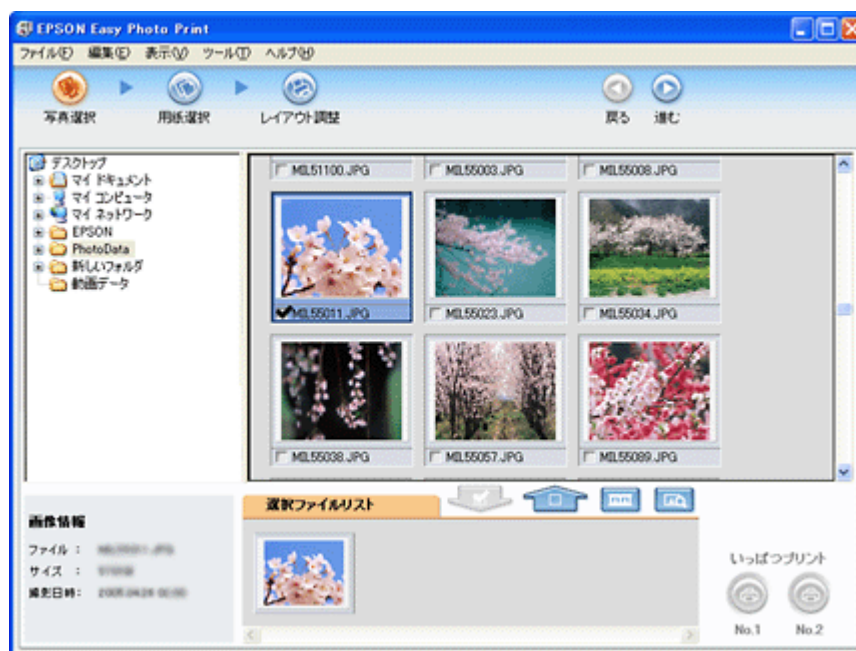 EPSON Easy Photo Print
ファイル(F) 編集(E) 表示(V) ツール(T) ヘルプ(H)
写真選択 用紙選択 レイアウト調整 戻る 進む
デスクトップ
マイ ドキュメント
マイ コンピュータ
マイ ネットワーク
EPSON
PhotoData
新しいフォルダ
動画データ
MIL51100.JPG MIL55003.JPG MIL55008.JPG
MIL55011.JPG MIL55023.JPG MIL55034.JPG
MIL55038.JPG MIL55057.JPG MIL55089.JPG
画像情報
ファイル :
サイズ :
撮影日時:
選択ファイルリスト
いっぱつプリント
No.1 No.2